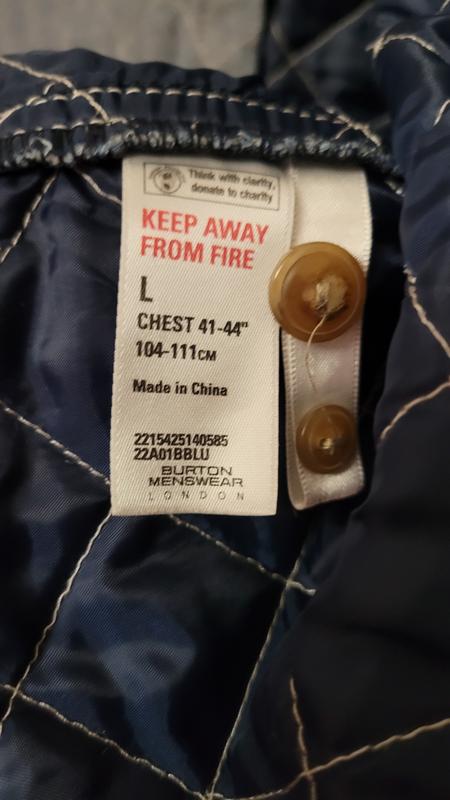 Think with clarity,
donate to charity
KEEP AWAY
FROM FIRE
L
CHEST 41-44"
104-111CM
Made in China
2215425140585
22A01BBLU
BURTON
MENSWEAR
LONDON